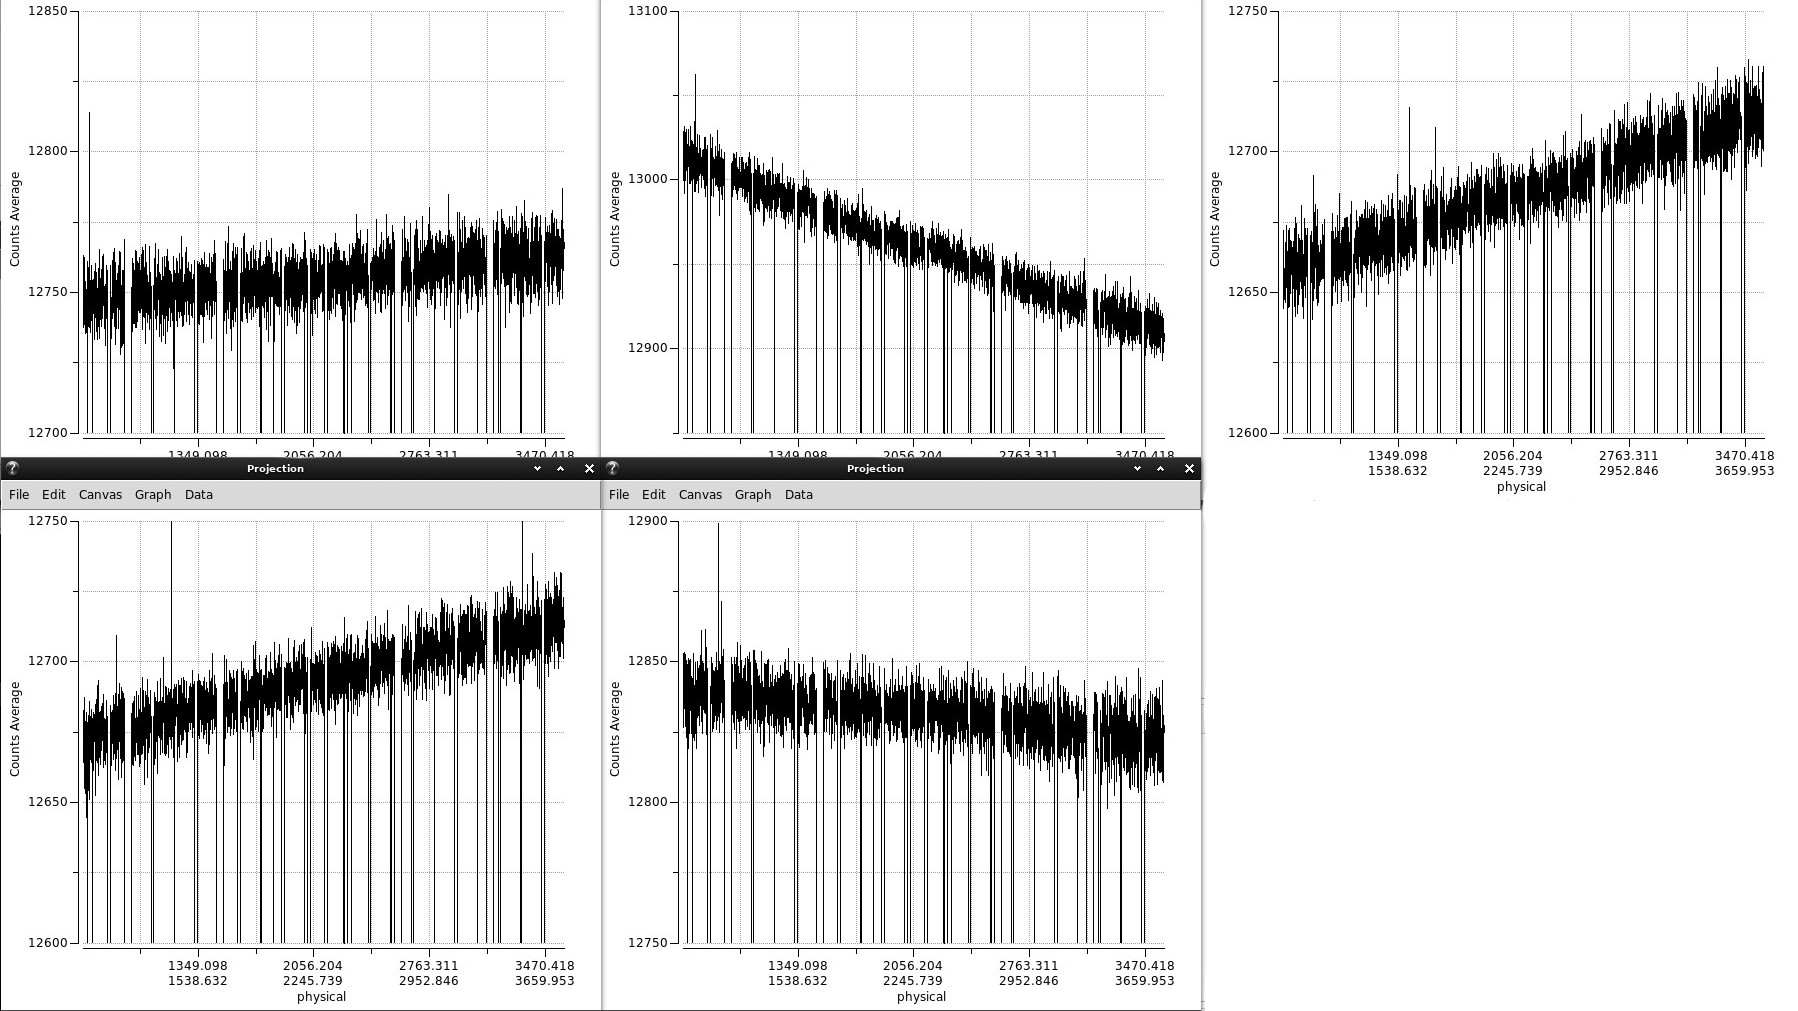 12850
12800
12750
12700
Counts Average
1349.098 2056.204 2763.311 3470.418
13100
13000
12900
Counts Average
1349.098 2056.204 2763.311 3470.418
12750
12700
12650
12600
Counts Average
1349.098 2056.204 2763.311 3470.418
1538.632 2245.739 2952.846 3659.953
physical
Projection
File Edit Canvas Graph Data
12750
12700
12650
12600
Counts Average
1349.098 2056.204 2763.311 3470.418
1538.632 2245.739 2952.846 3659.953
physical
Projection
File Edit Canvas Graph Data
12900
12850
12800
12750
Counts Average
1349.098 2056.204 2763.311 3470.418
1538.632 2245.739 2952.846 3659.953
physical